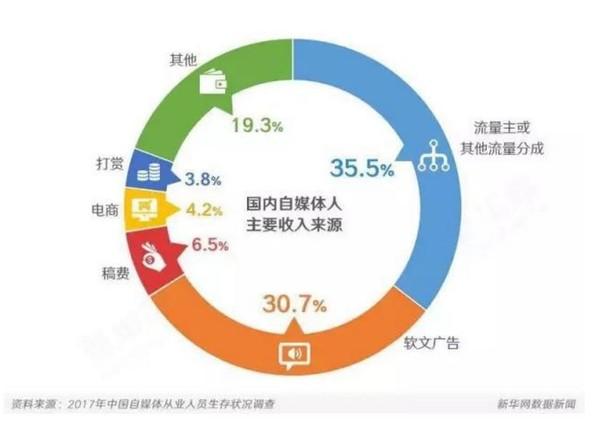 其他
19.3%
流量主或
其他流量分成
35.5%
打赏
3.8%
国内自媒体人
主要收入来源
电商
4.2%
6.5%
稿费
30.7%
软文广告
资料来源：2017年中国自媒体从业人员生存状况调查
新华网数据新闻